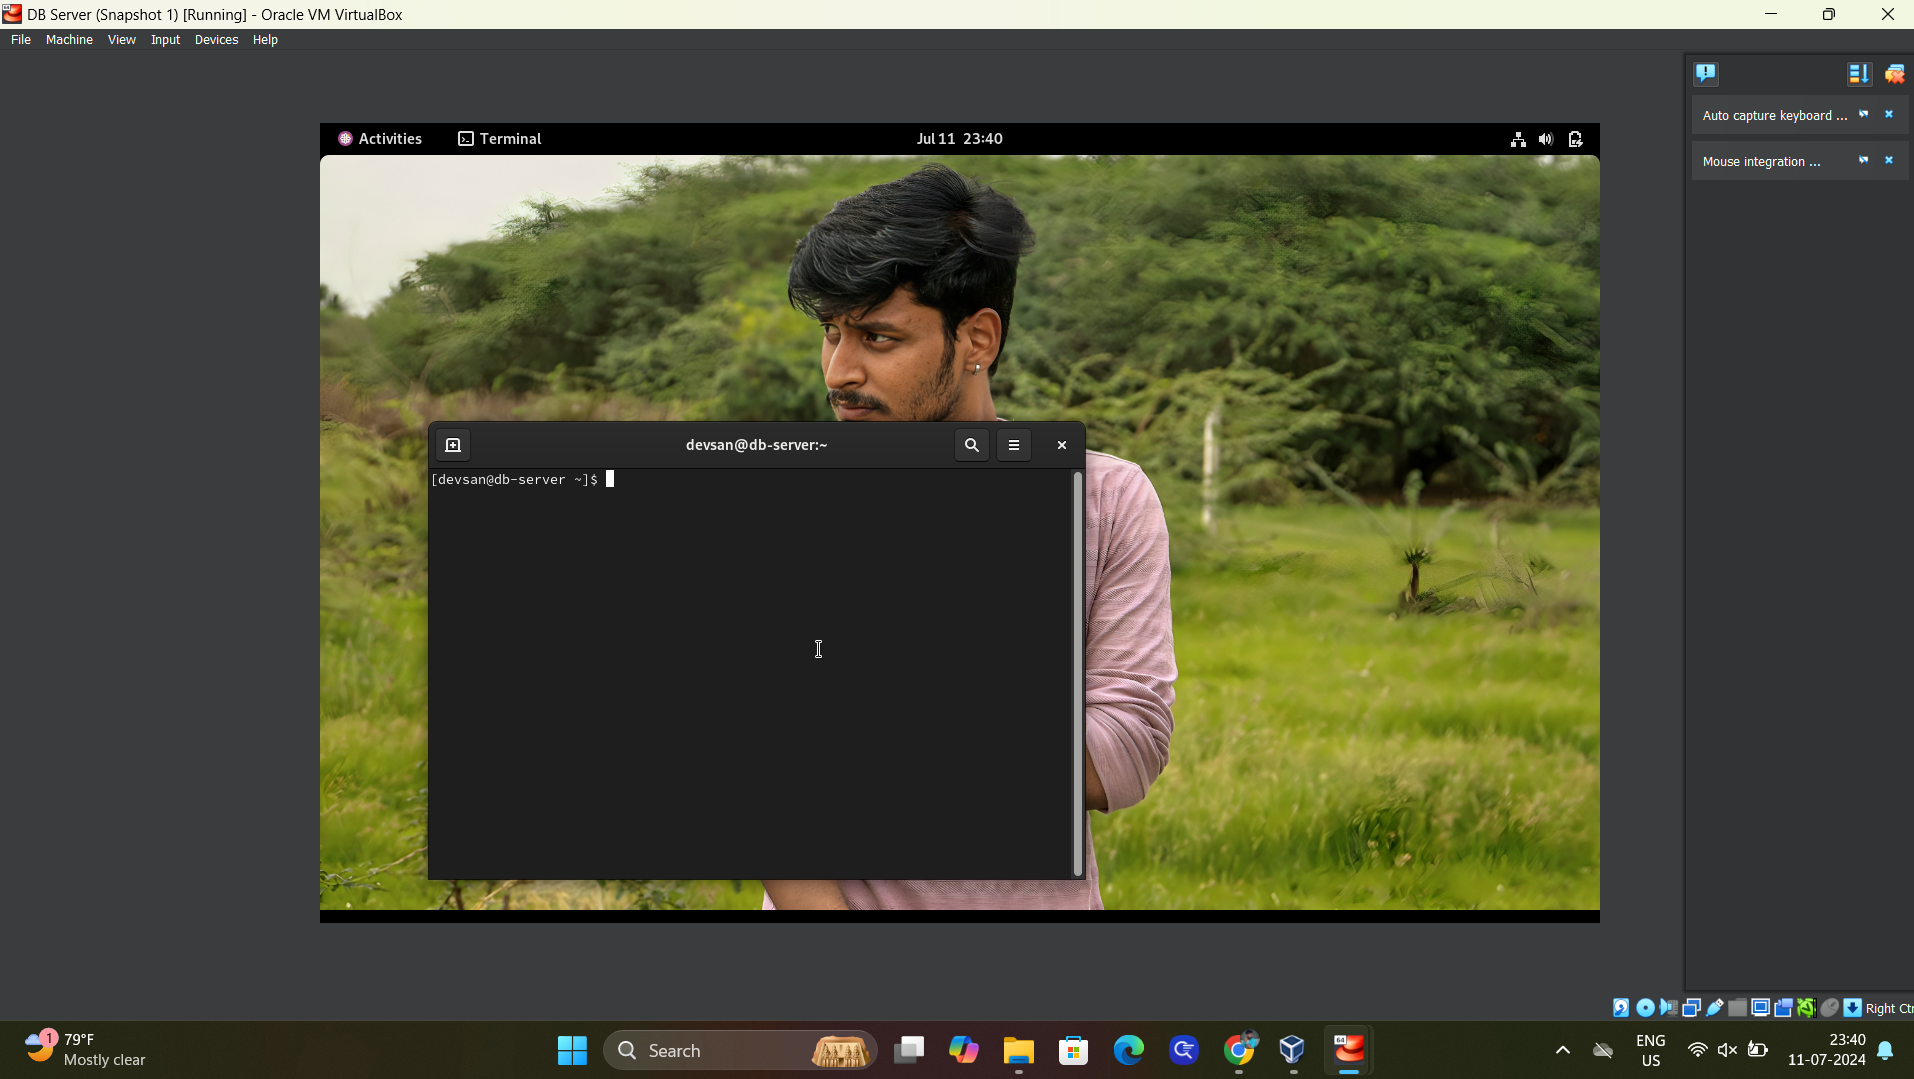 DB Server (Snapshot 1) [Running] - Oracle VM VirtualBox
File Machine View Input Devices Help
Auto capture keyboard ...
Mouse integration ...
Activities Terminal Jul 11 23:40
devsan@db-server:~
[devsan@db-server ~]$
Right Ctr
1
79°F
Mostly clear
Search
64
ENG
US
23:40
11-07-2024